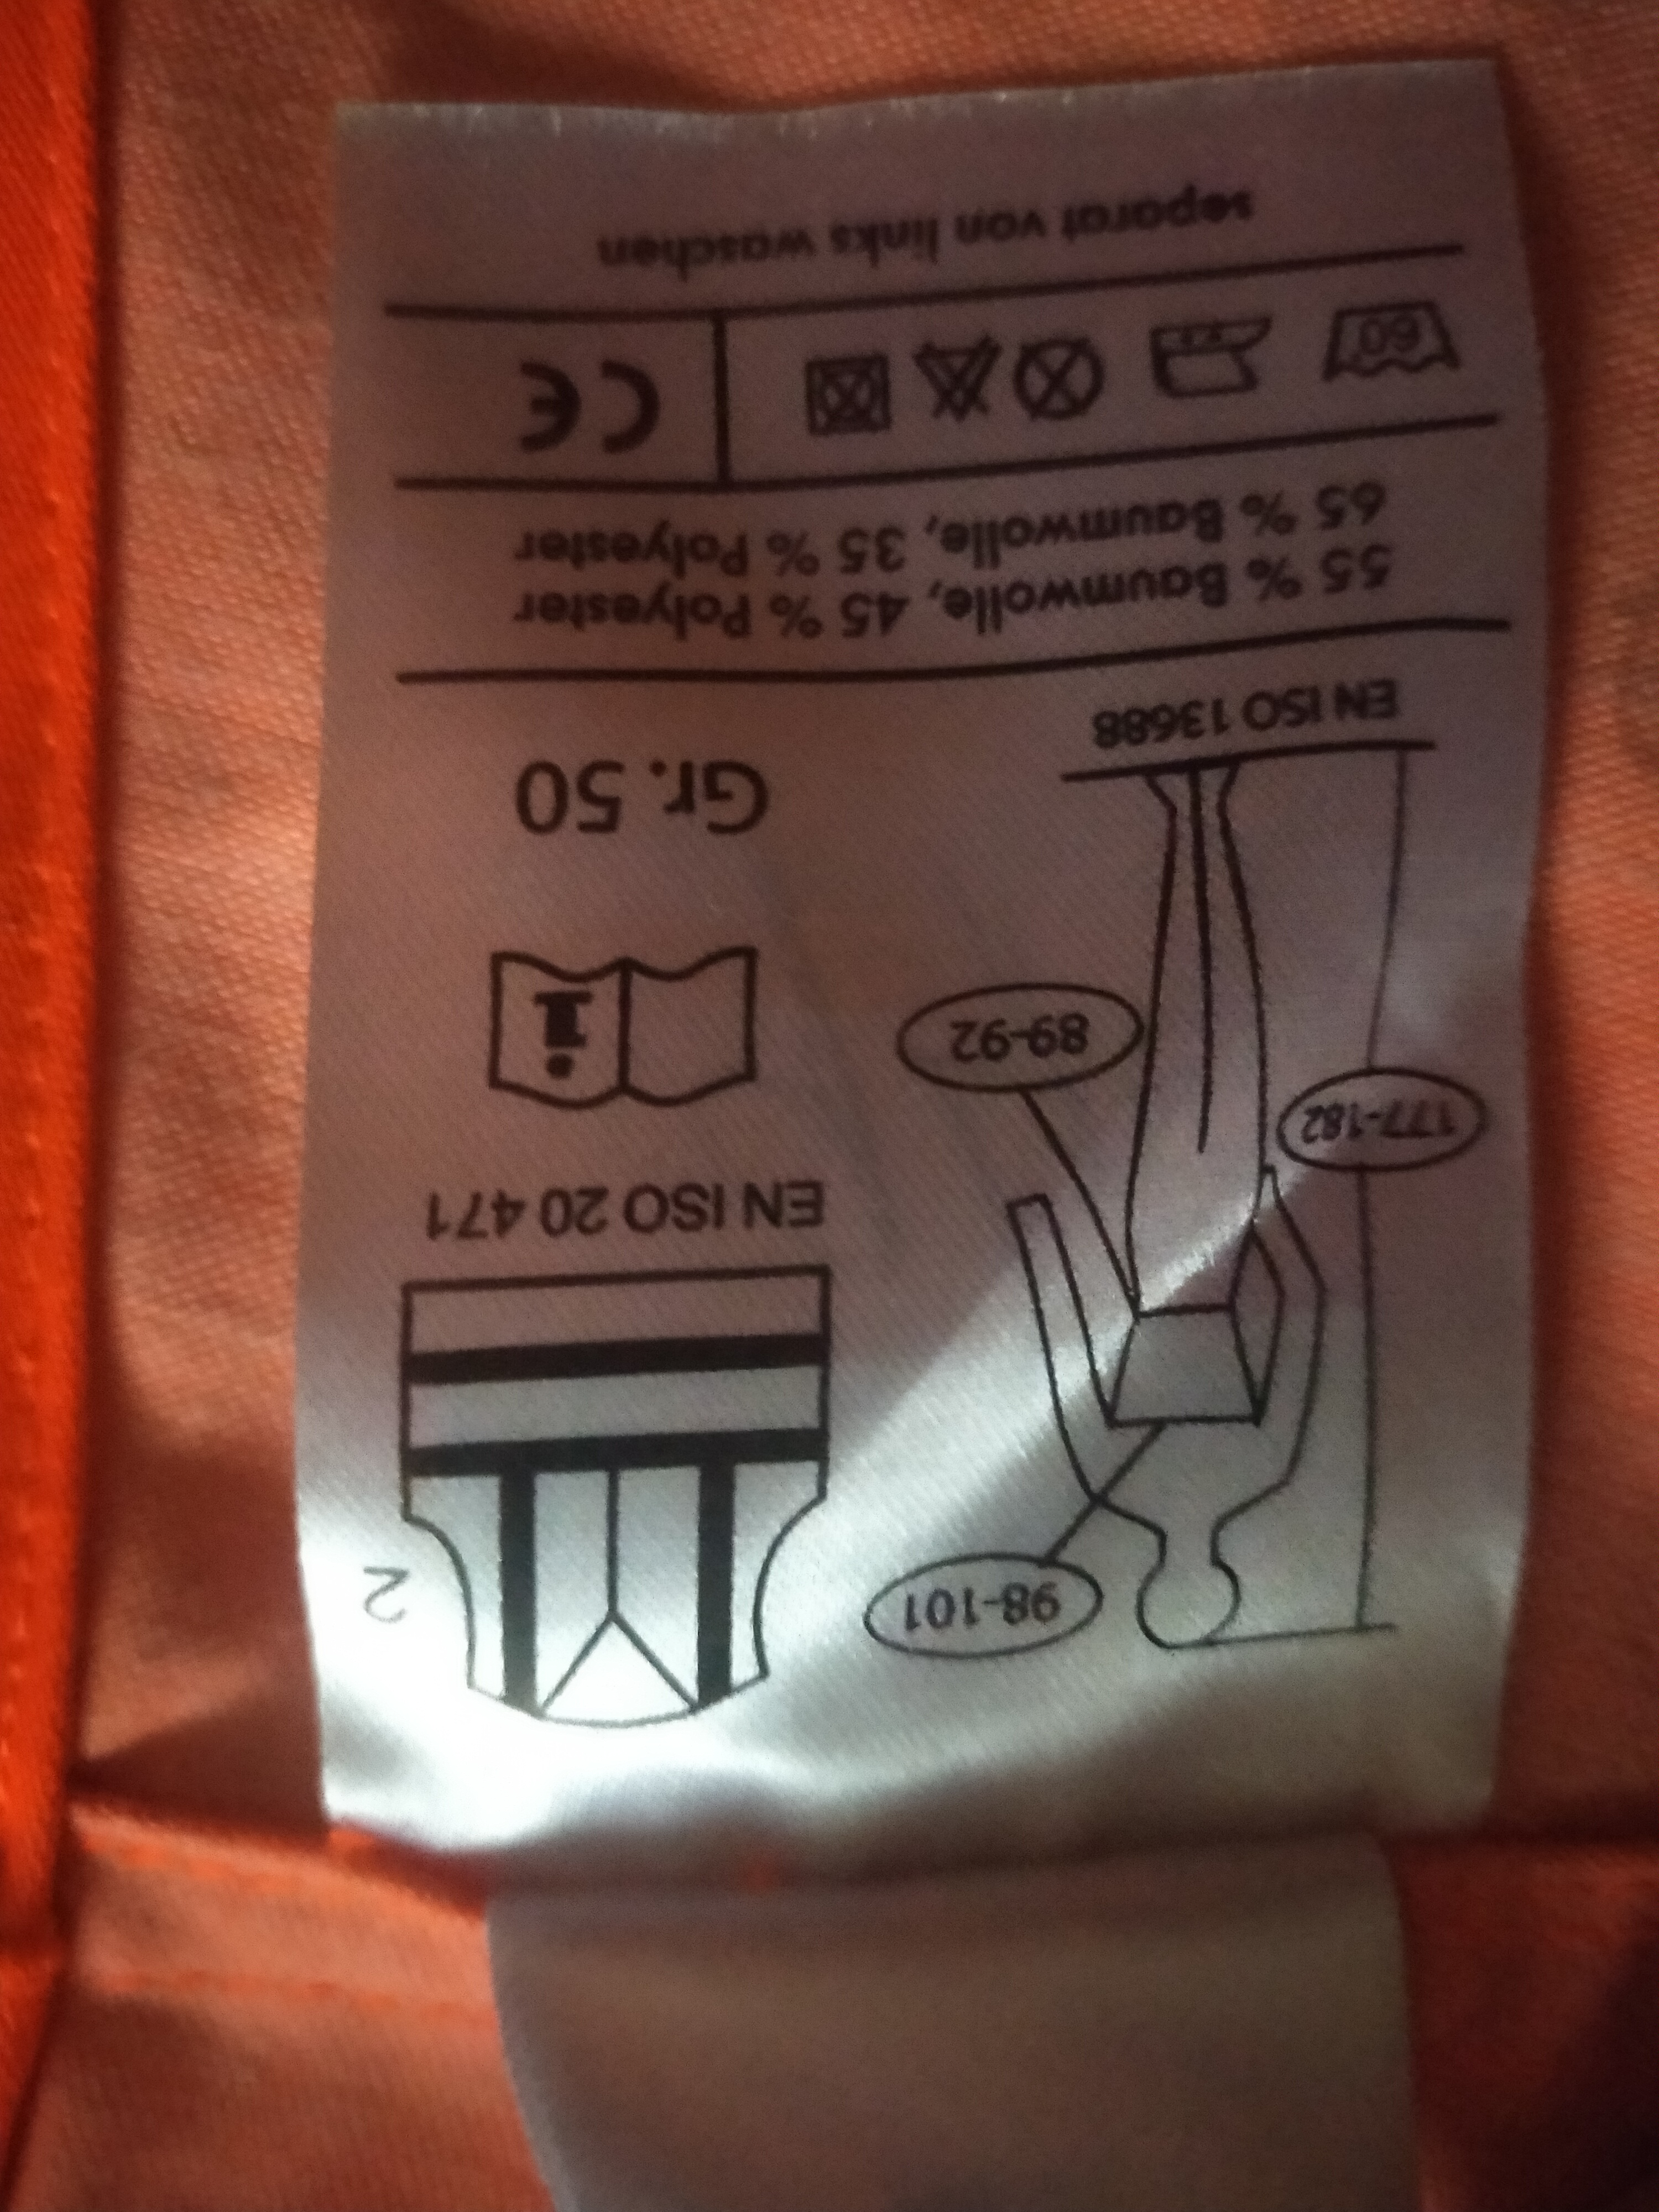 98-101
2
EN ISO 20 471
177-182
89-92
i
Gr. 50
EN ISO 13688
55 % Baumwolle, 45 % Polyester
65 % Baumwolle, 35 % Polyester
60
CE
separat von links waschen